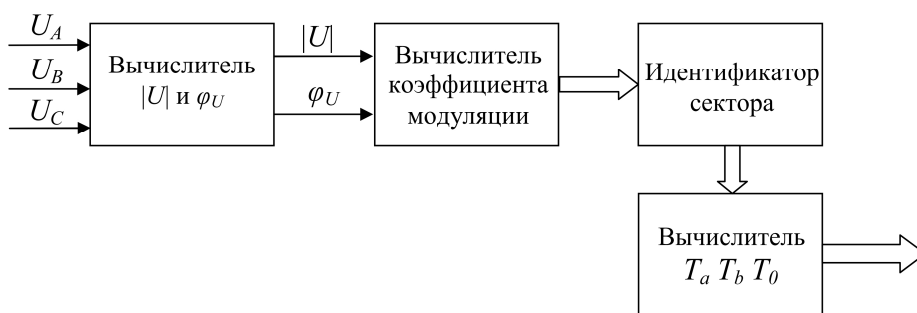 U_A
U_B
U_C
Вычислитель
|U| и φ_U
|U|
φ_U
Вычислитель
коэффициента
модуляции
Идентификатор
сектора
Вычислитель
T_a T_b T_0